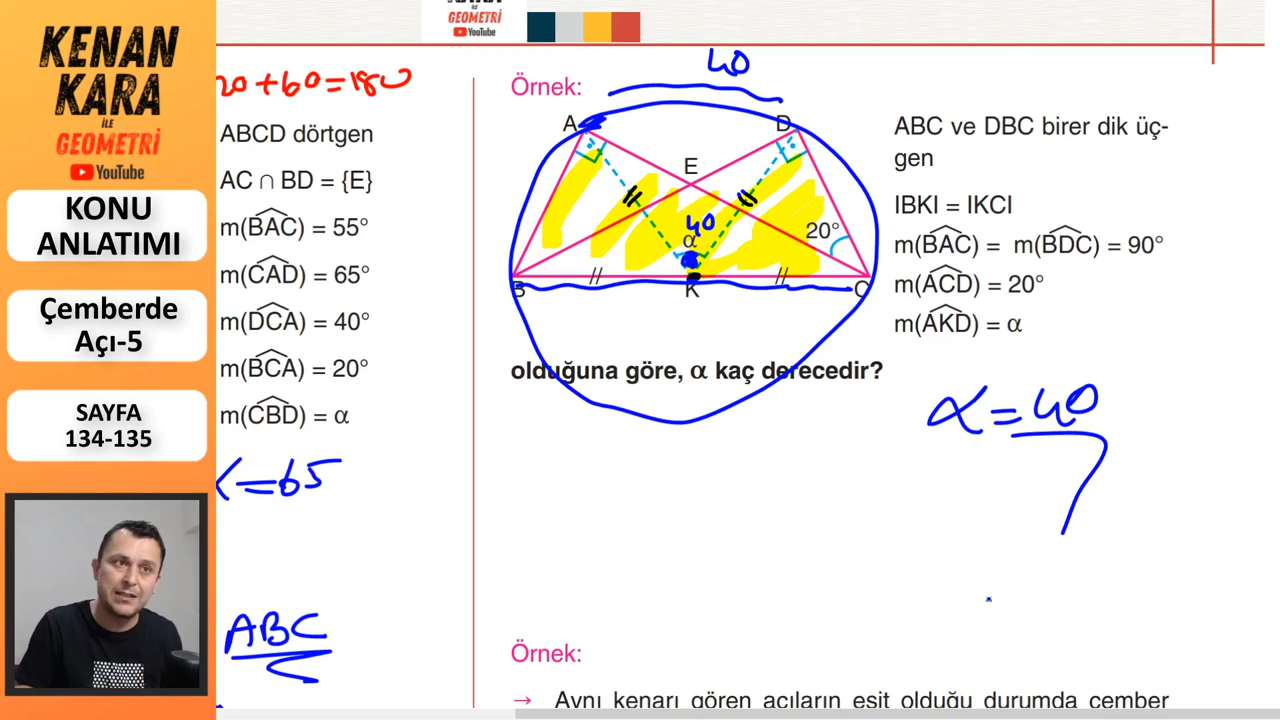 KENAN
KARA
İLE
GEOMETRİ
YouTube
KONU
ANLATIMI
Çemberde
Açı-5
SAYFA
134-135
20+60=180
ABCD dörtgen
AC ∩ BD = {E}
m(BAC) = 55°
m(CAD) = 65°
m(DCA) = 40°
m(BCA) = 20°
m(CBD) = α
=65
ABC
İLE
GEOMETRİ
YouTube
Örnek:
40
A
D
E
40
α
20°
//
//
B
K
C
ABC ve DBC birer dik üç-
gen
IBKI = IKCI
m(BAC) = m(BDC) = 90°
m(ACD) = 20°
m(AKD) = α
olduğuna göre, α kaç derecedir?
α=40
Örnek:
→ Aynı kenarı gören açıların eşit olduğu durumda çember